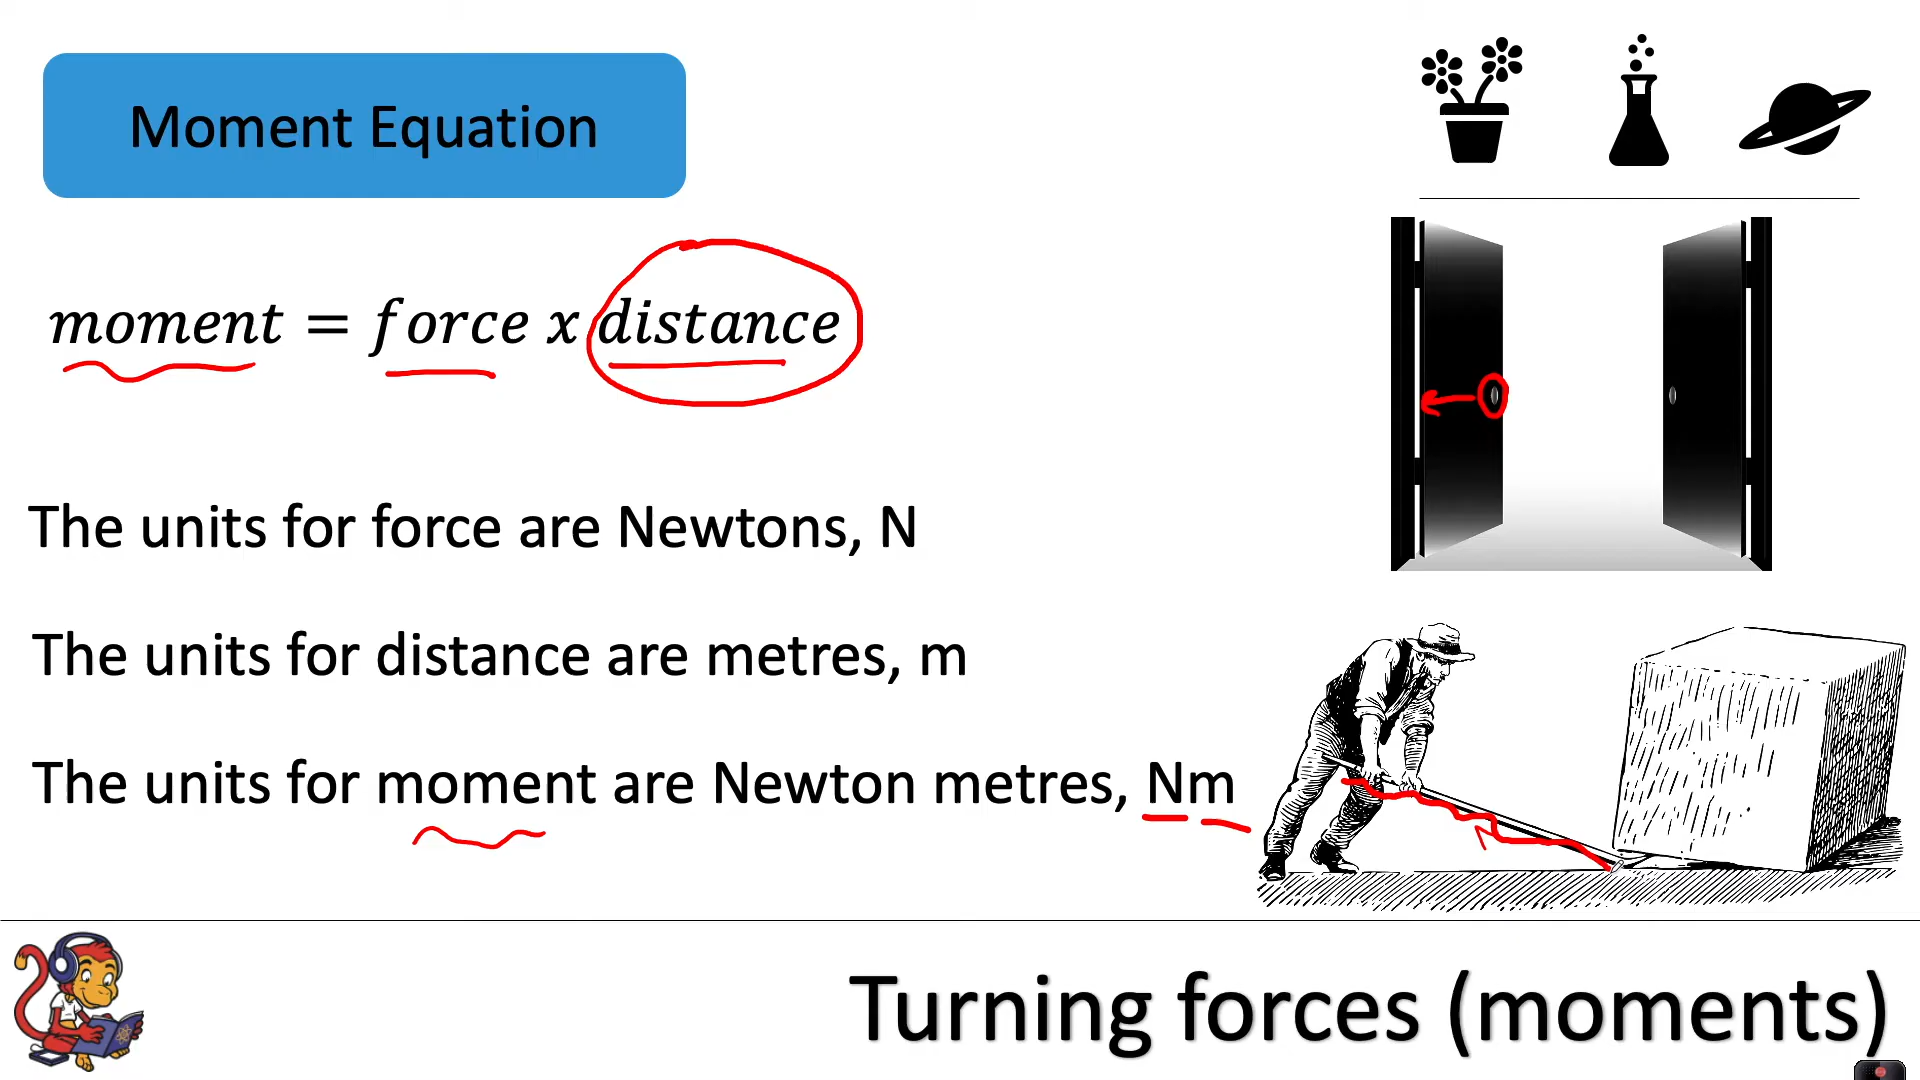 Moment Equation
moment = force x distance
The units for force are Newtons, N
The units for distance are metres, m
The units for moment are Newton metres, Nm
Turning forces (moments)